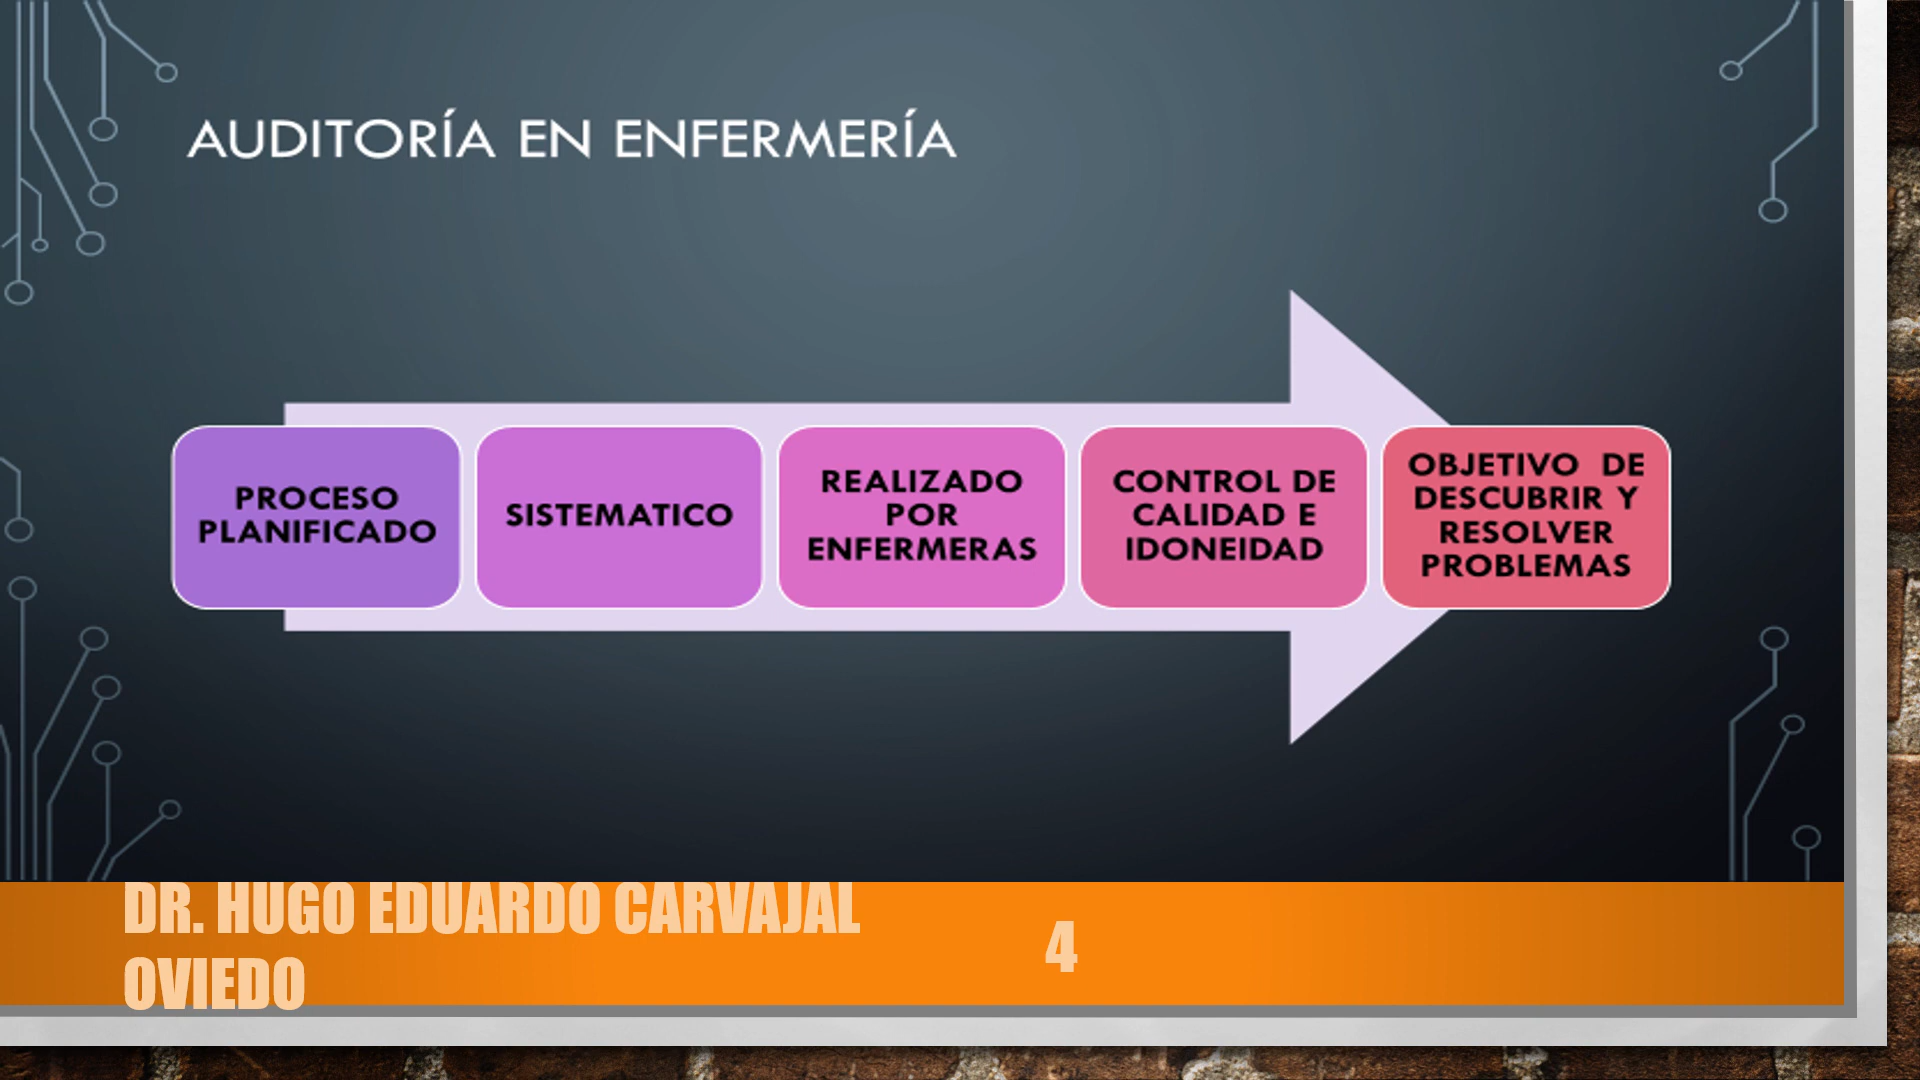 AUDITORÍA EN ENFERMERÍA
PROCESO
PLANIFICADO
SISTEMATICO
REALIZADO
POR
ENFERMERAS
CONTROL DE
CALIDAD E
IDONEIDAD
OBJETIVO DE
DESCUBRIR Y
RESOLVER
PROBLEMAS
DR. HUGO EDUARDO CARVAJAL
OVIEDO
4